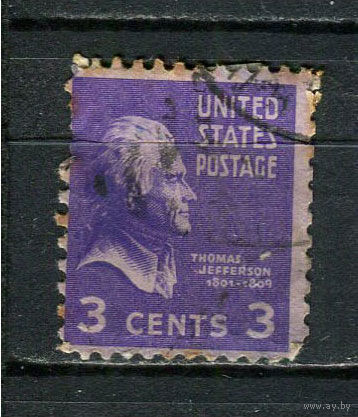 UNITED
STATES
POSTAGE
THOMAS
JEFFERSON
1801-1809
3 CENTS 3
www.ay.by